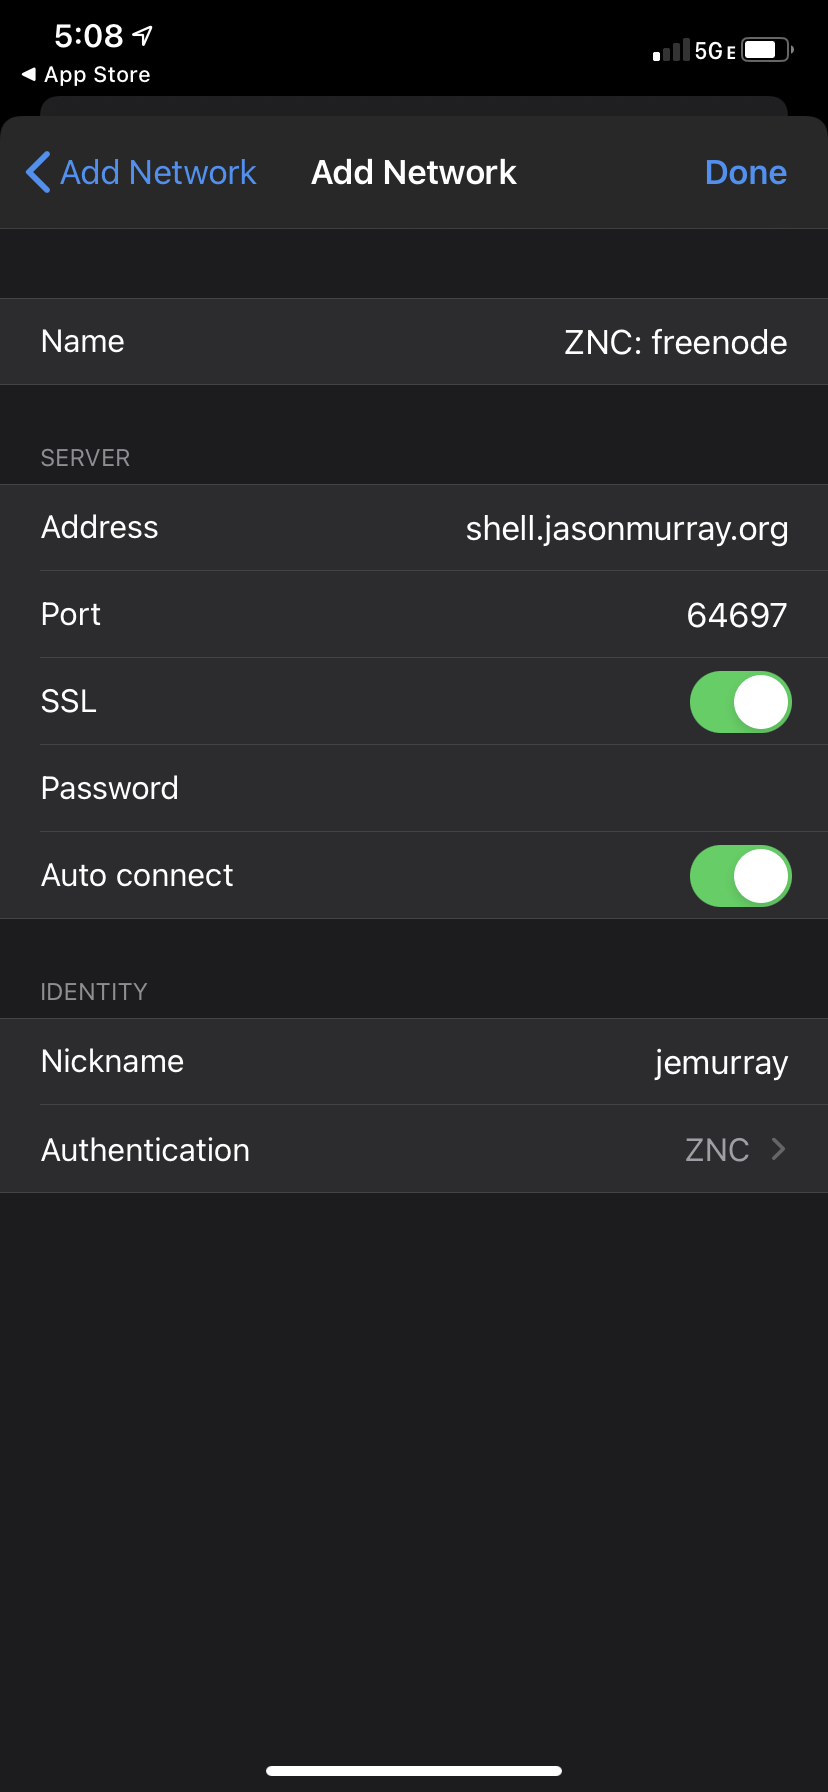 5:08 5GE
◀ App Store
Add Network Add Network Done
Name ZNC: freenode
SERVER
Address shell.jasonmurray.org
Port 64697
SSL
Password
Auto connect
IDENTITY
Nickname jemurray
Authentication ZNC